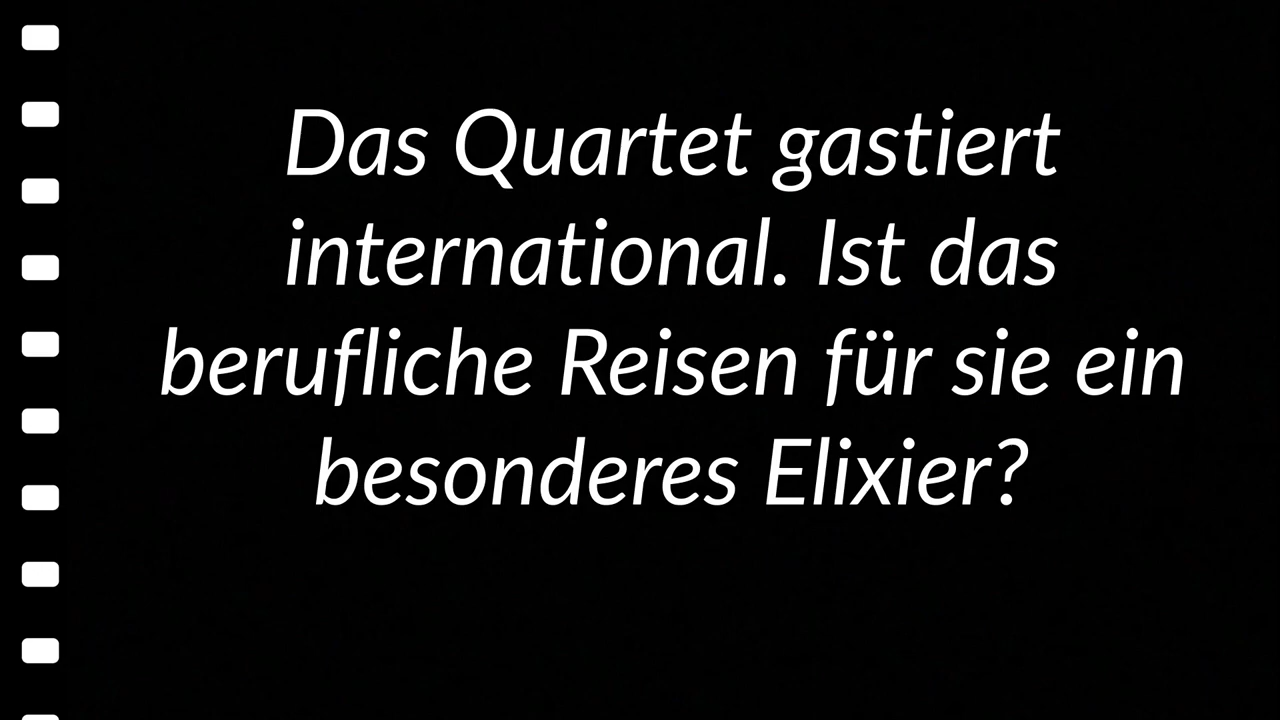 Das Quartet gastiert
international. Ist das
berufliche Reisen für sie ein
besonderes Elixier?